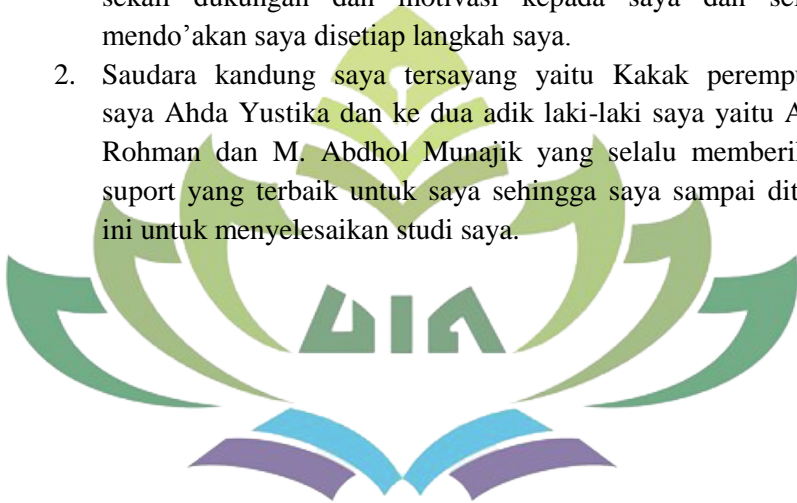 sekali dukungan dan motivasi kepada saya dan
mendo’akan saya disetiap langkah saya.
2. Saudara kandung saya tersayang yaitu Kakak
saya Ahda Yustika dan ke dua adik laki-laki saya yaitu
Rohman dan M. Abdhol Munajik yang selalu
suport yang terbaik untuk saya sehingga saya sampai
ini untuk menyelesaikan studi saya.
UIN